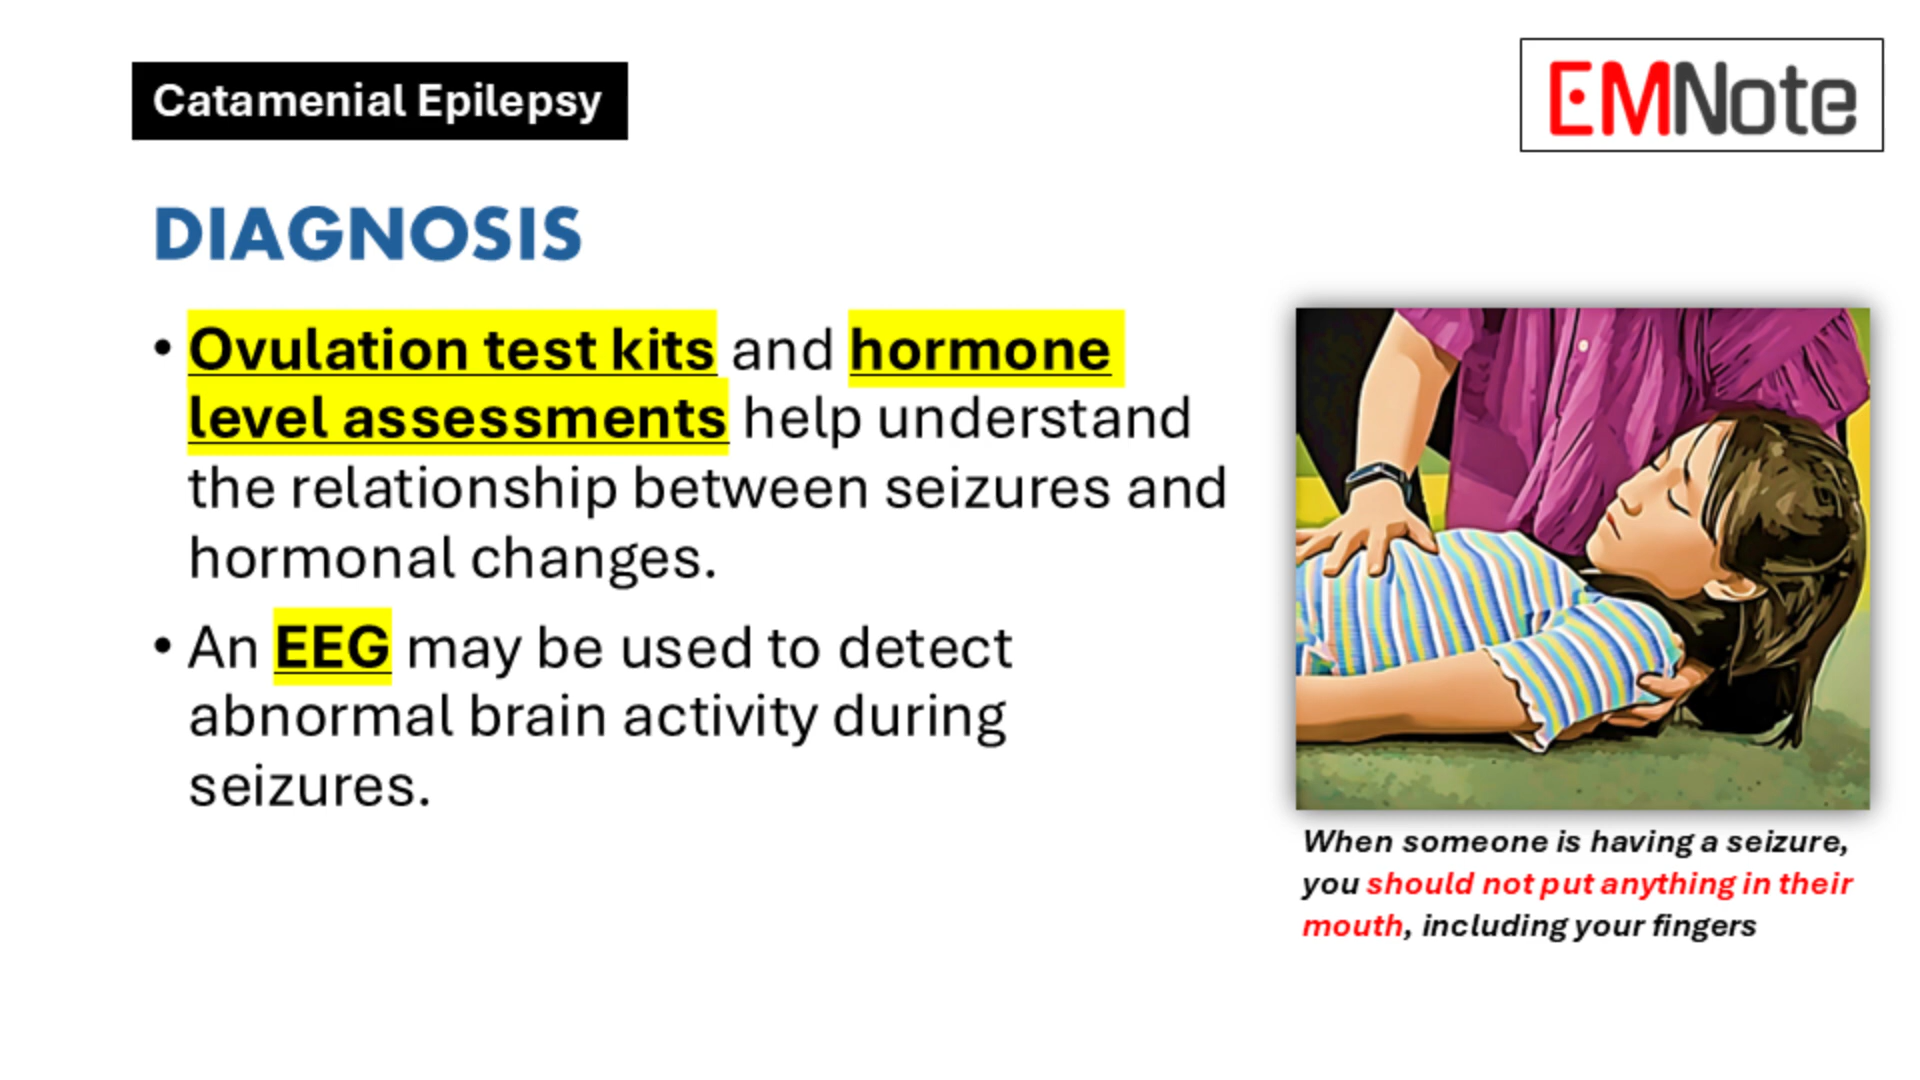 Catamenial Epilepsy
EMNote
DIAGNOSIS
• Ovulation test kits and hormone
level assessments help understand
the relationship between seizures and
hormonal changes.
• An EEG may be used to detect
abnormal brain activity during
seizures.
When someone is having a seizure,
you should not put anything in their
mouth, including your fingers